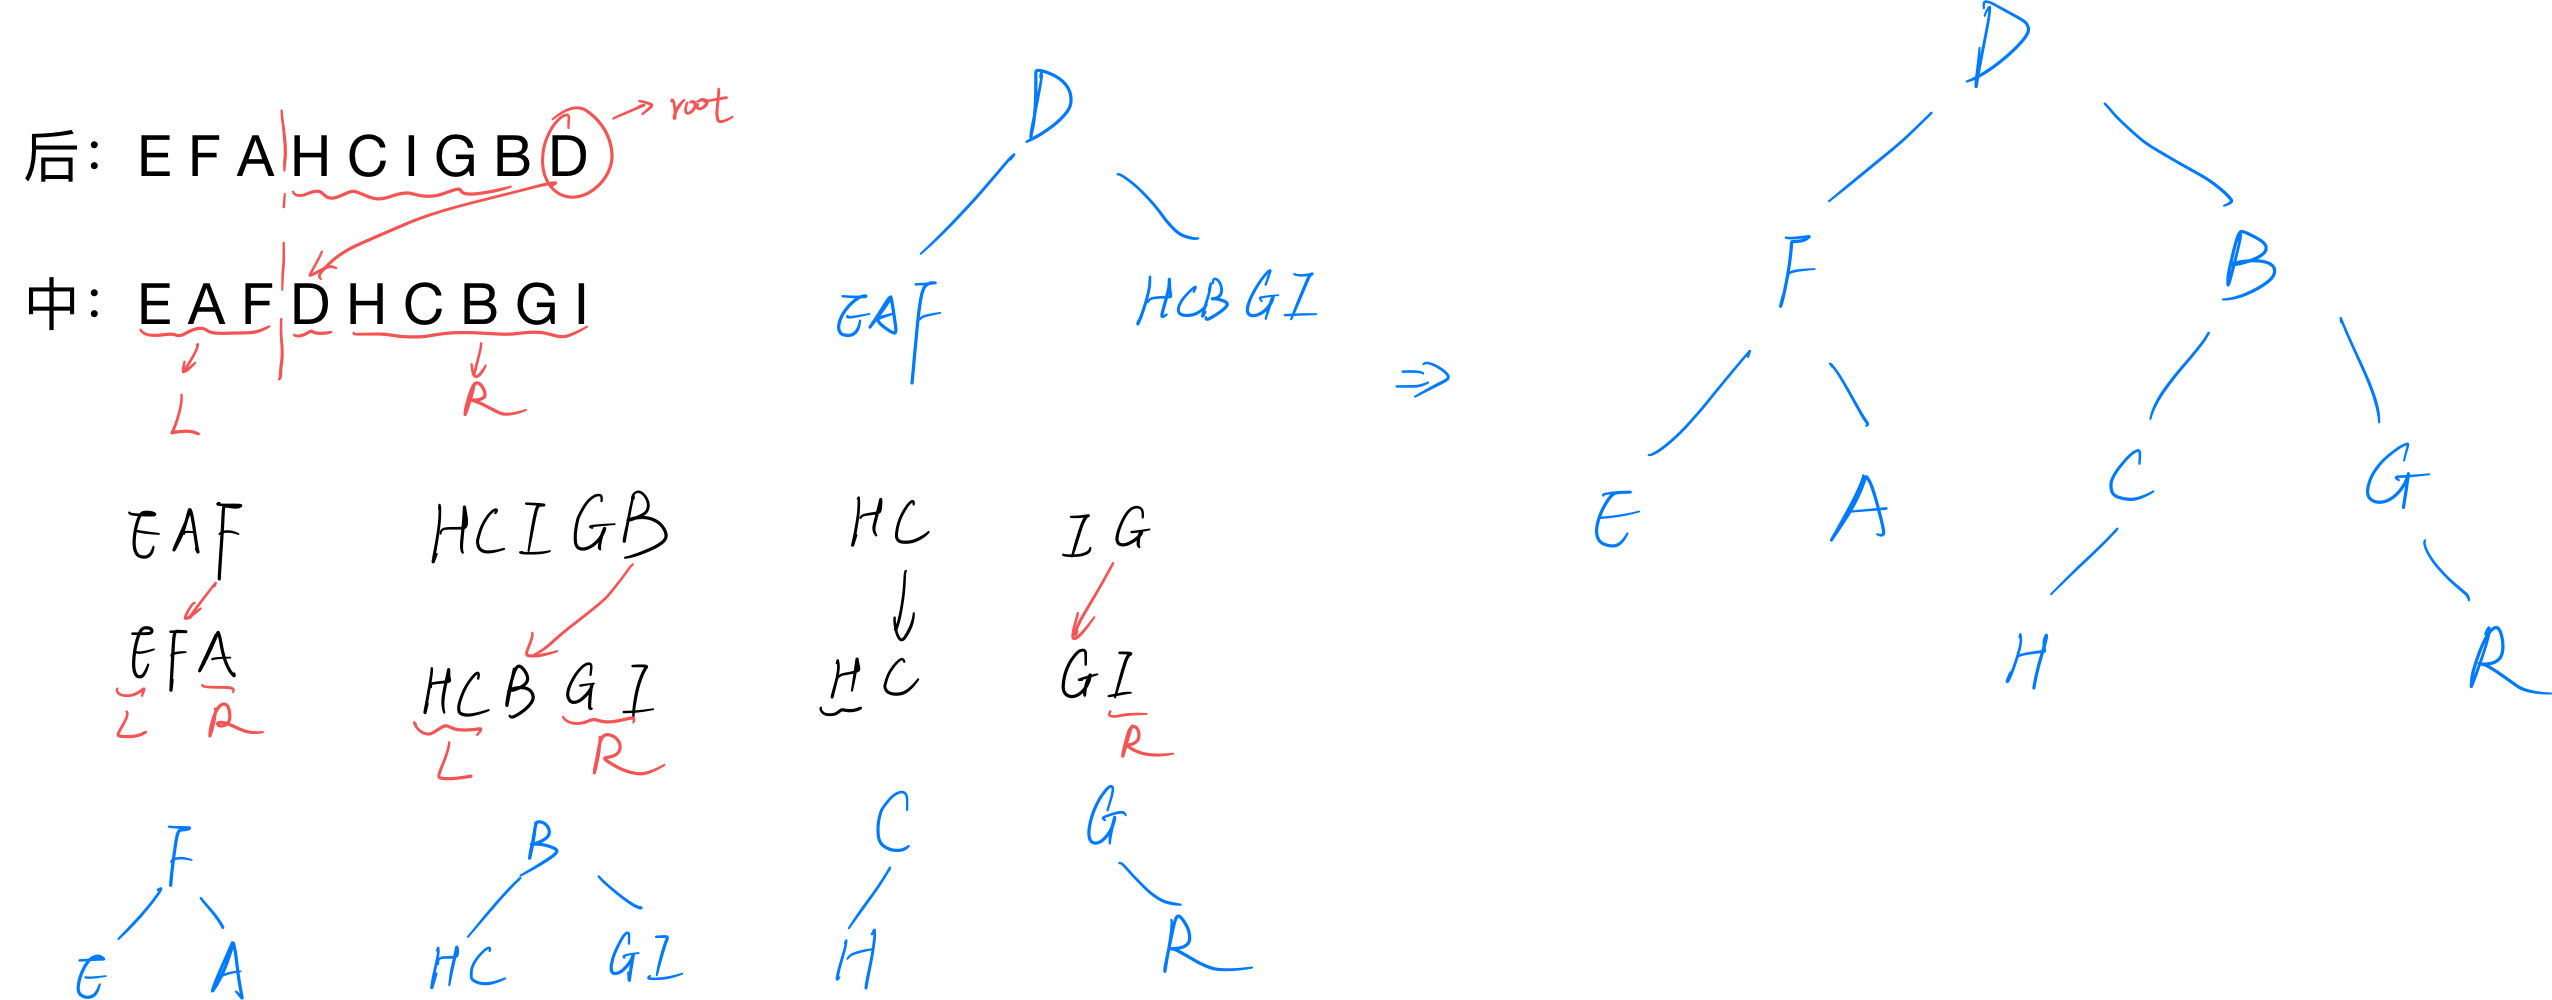 后：E F A H C I G B D → root
中：E A F D H C B G I
L R
D
EAF HCBGI
⇒
EAF HCIGB HC IG
EFA HCB GI HC GI
L R L R R
F B C G
E A HC GI H R
D
F B
E A C G
H R